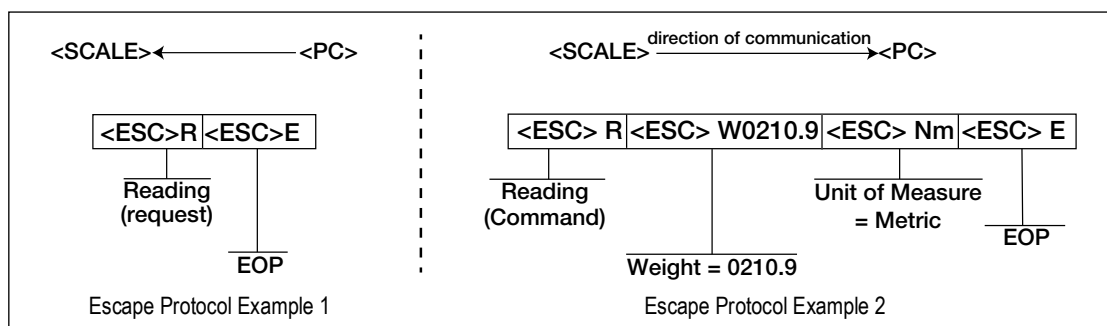 <SCALE> <PC>
<ESC>R <ESC>E
Reading
(request)
EOP
Escape Protocol Example 1
<SCALE> direction of communication <PC>
<ESC> R <ESC> W0210.9 <ESC> Nm <ESC> E
Reading
(Command)
Unit of Measure
= Metric
EOP
Weight = 0210.9
Escape Protocol Example 2